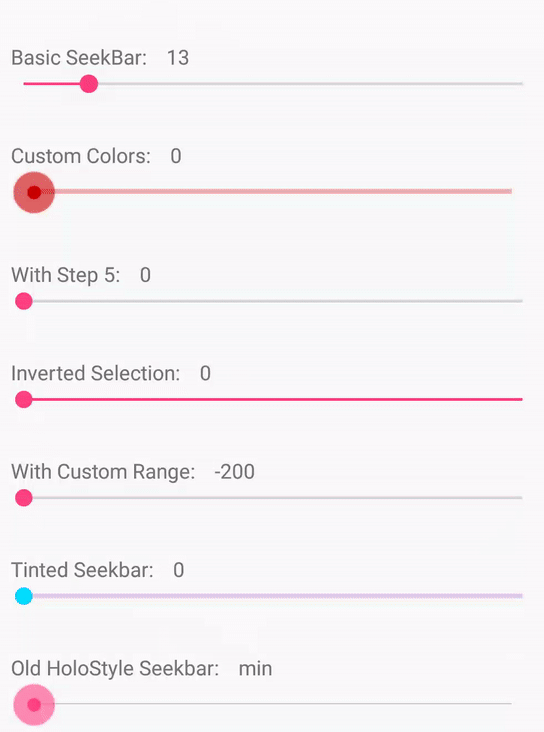 Basic SeekBar: 13
Custom Colors: 0
With Step 5: 0
Inverted Selection: 0
With Custom Range: -200
Tinted Seekbar: 0
Old HoloStyle Seekbar: min